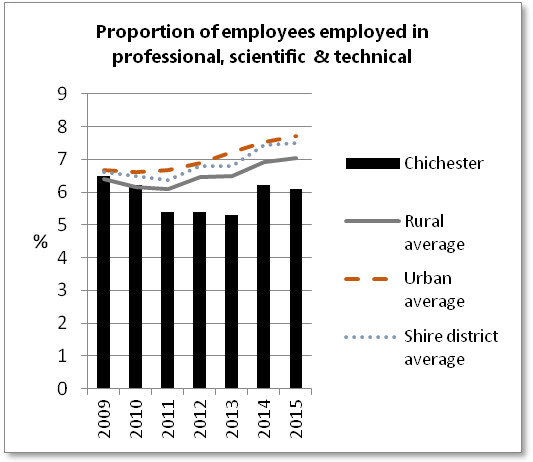 Proportion of employees employed in
professional, scientific & technical
9
8
7
6
5
4
3
2
1
0
%
2009
2010
2011
2012
2013
2014
2015
Chichester
Rural
average
Urban
average
Shire district
average